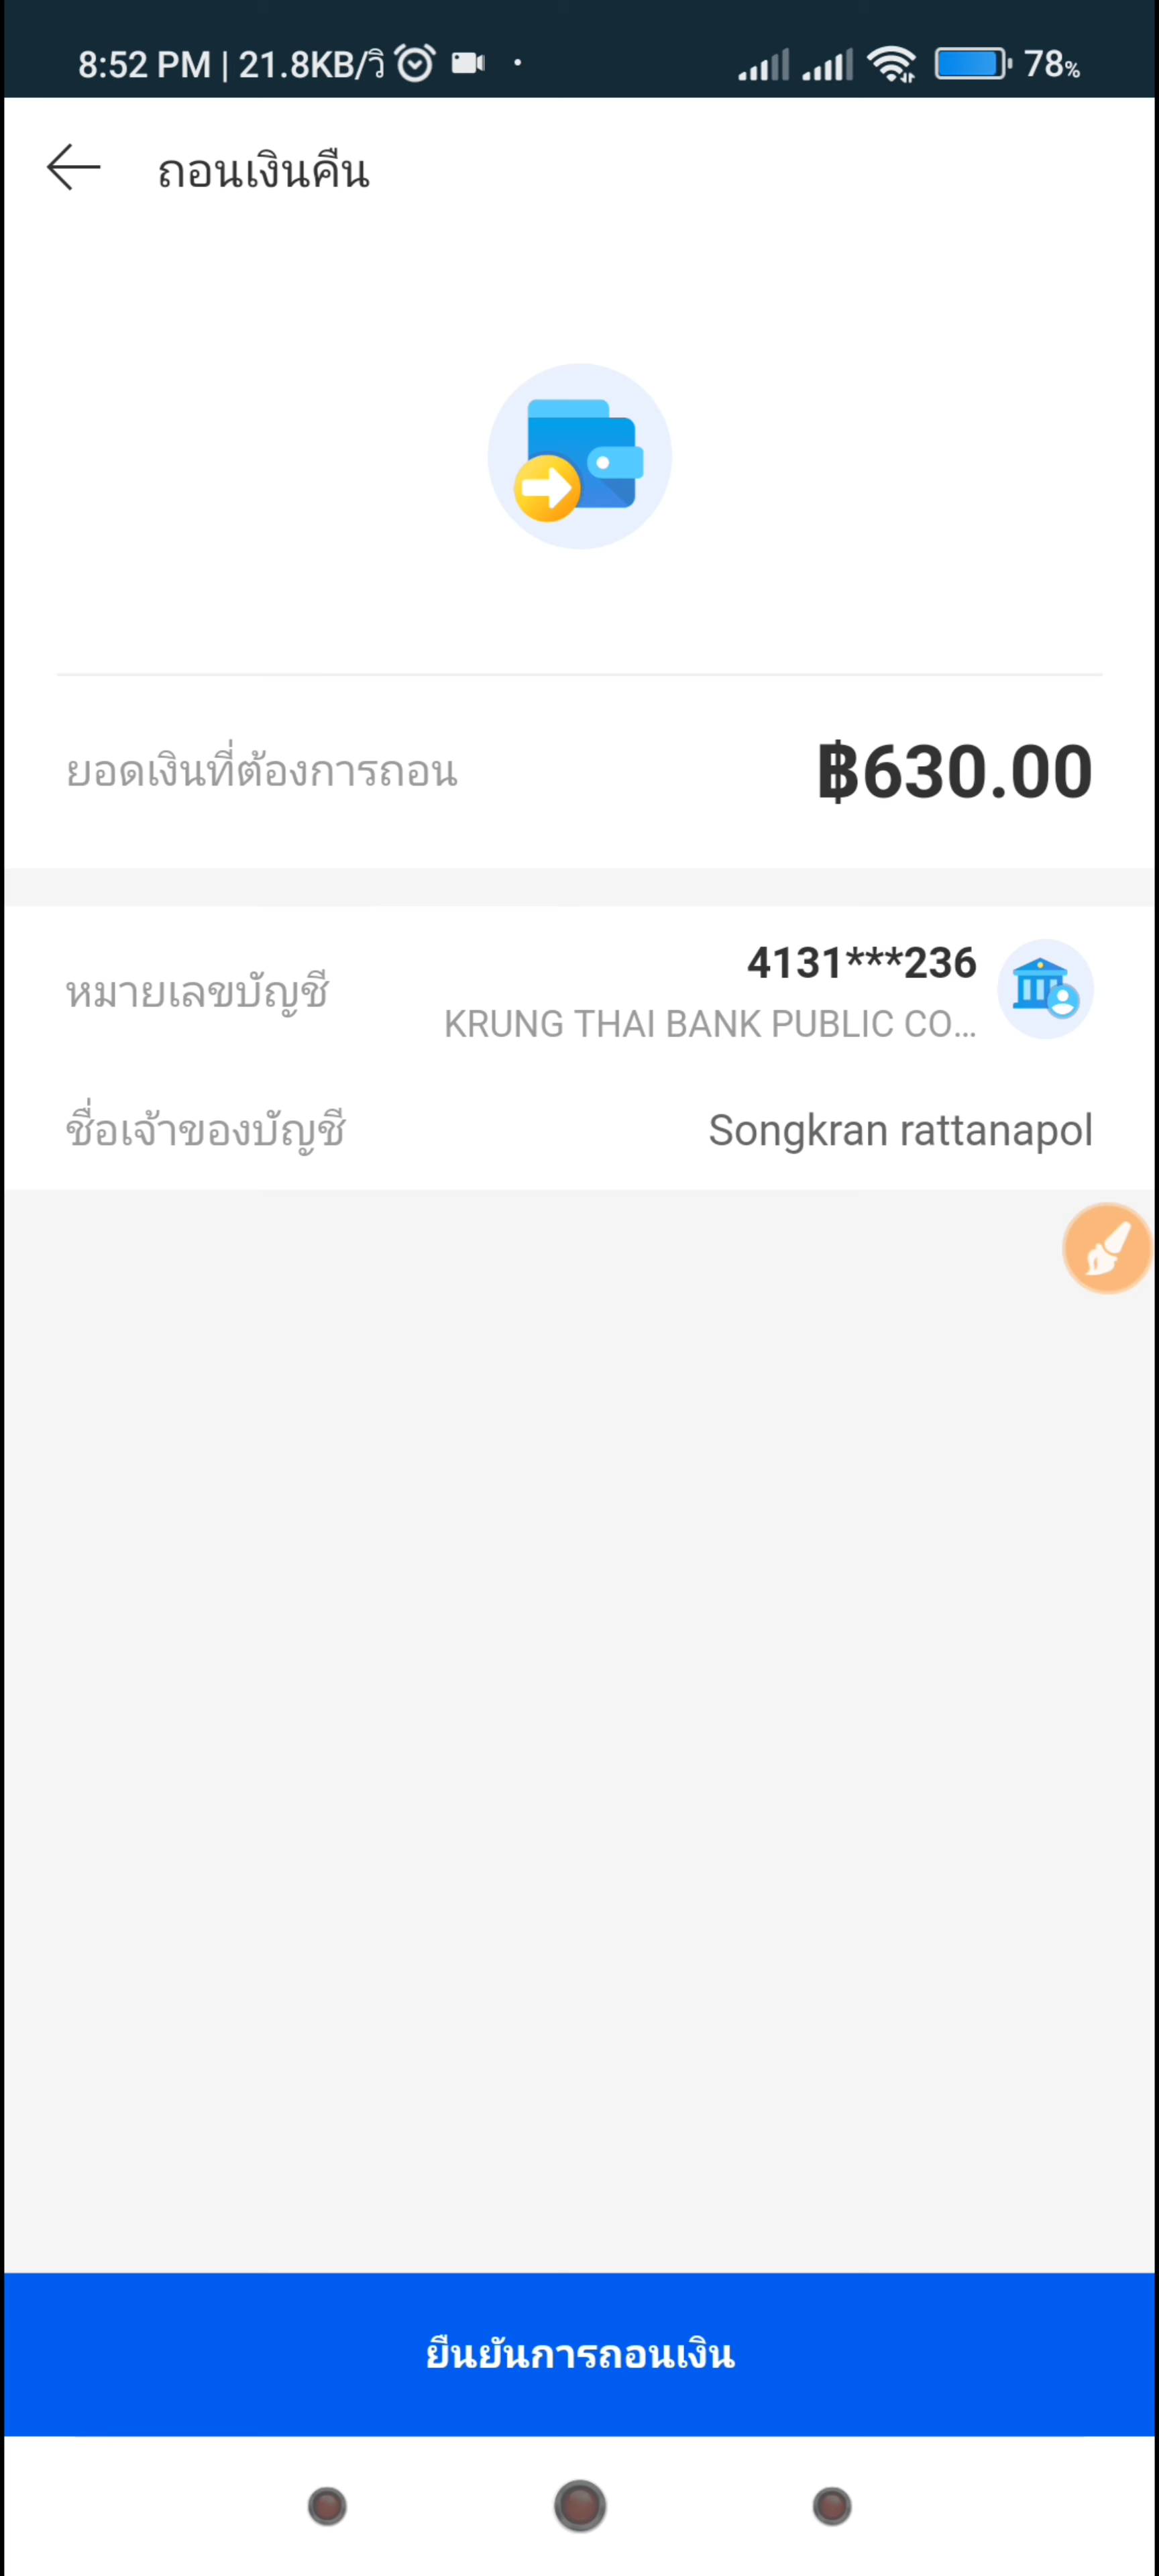 8:52 PM | 21.8KB/วิ
78%
ถอนเงินคืน
ยอดเงินที่ต้องการถอน ฿630.00
หมายเลขบัญชี 4131***236
KRUNG THAI BANK PUBLIC CO...
ชื่อเจ้าของบัญชี Songkran rattanapol
ยืนยันการถอนเงิน